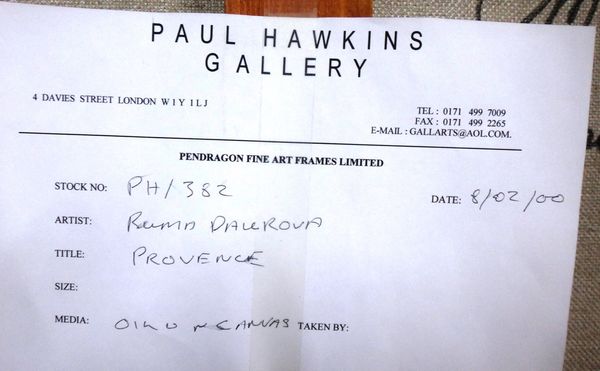 PAUL HAWKINS
GALLERY
4 DAVIES STREET LONDON W1Y 1LJ
TEL : 0171 499 7009
FAX : 0171 499 2265
E-MAIL : GALLARTS@AOL.COM.
PENDRAGON FINE ART FRAMES LIMITED
STOCK NO: PH/382
DATE: 8/02/00
ARTIST:
TITLE: PROVENCE
SIZE:
MEDIA: OIL ON CANVAS TAKEN BY: